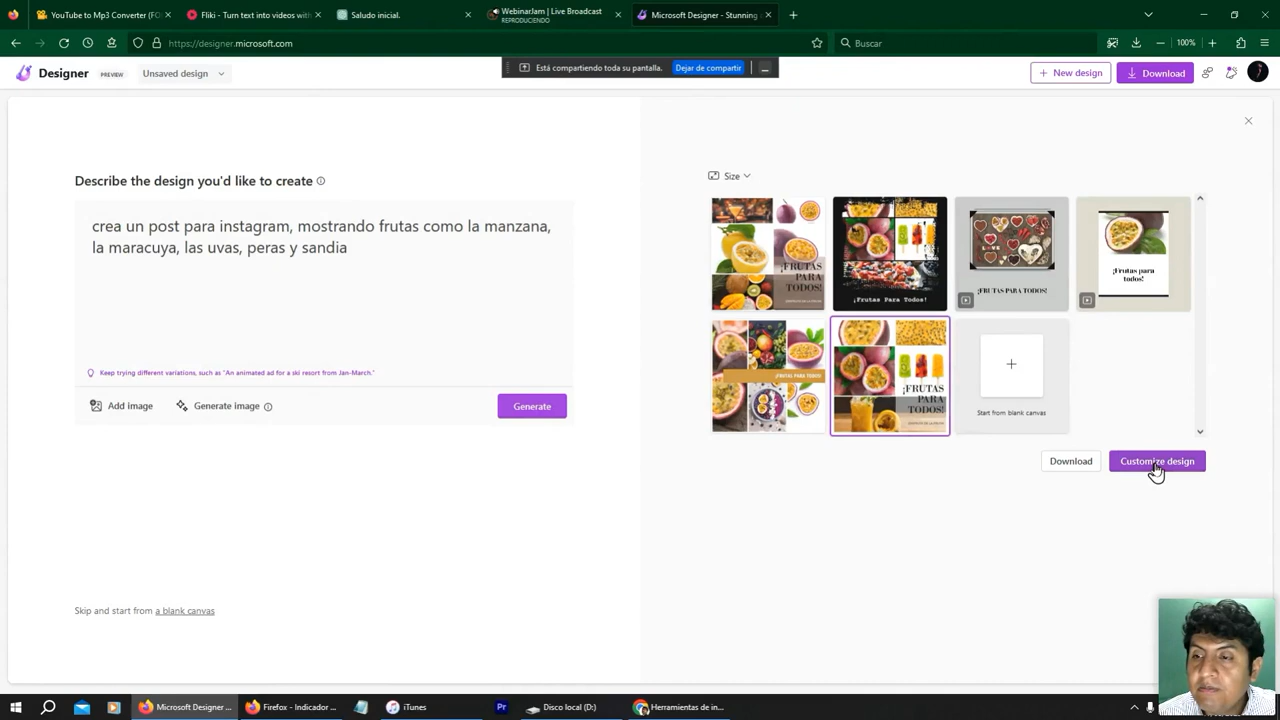 YouTube to Mp3 Converter (FO
Fliki - Turn text into videos with
Saludo inicial.
WebinarJam | Live Broadcast
REPRODUCIENDO
Microsoft Designer - Stunning
https://designer.microsoft.com
Buscar
100%
Designer
PREVIEW
Unsaved design
Está compartiendo toda su pantalla.
Dejar de compartir
New design
Download
Describe the design you'd like to create
crea un post para instagram, mostrando frutas como la manzana,
la maracuya, las uvas, peras y sandia
Keep trying different variations, such as "An animated ad for a ski resort from Jan-March."
Add image
Generate image
Generate
Skip and start from a blank canvas
Size
¡FRUTAS
PARA
TODOS!
¡Frutas Para Todos!
LOVE
¡FRUTAS PARA TODOS!
¡Frutas para
todos!
¡FRUTAS PARA TODOS
¡FRUTAS
PARA
TODOS!
Start from blank canvas
Download
Customize design
Microsoft Designer ...
Firefox - Indicador ...
iTunes
Pr
Disco local (D:)
Herramientas de in...